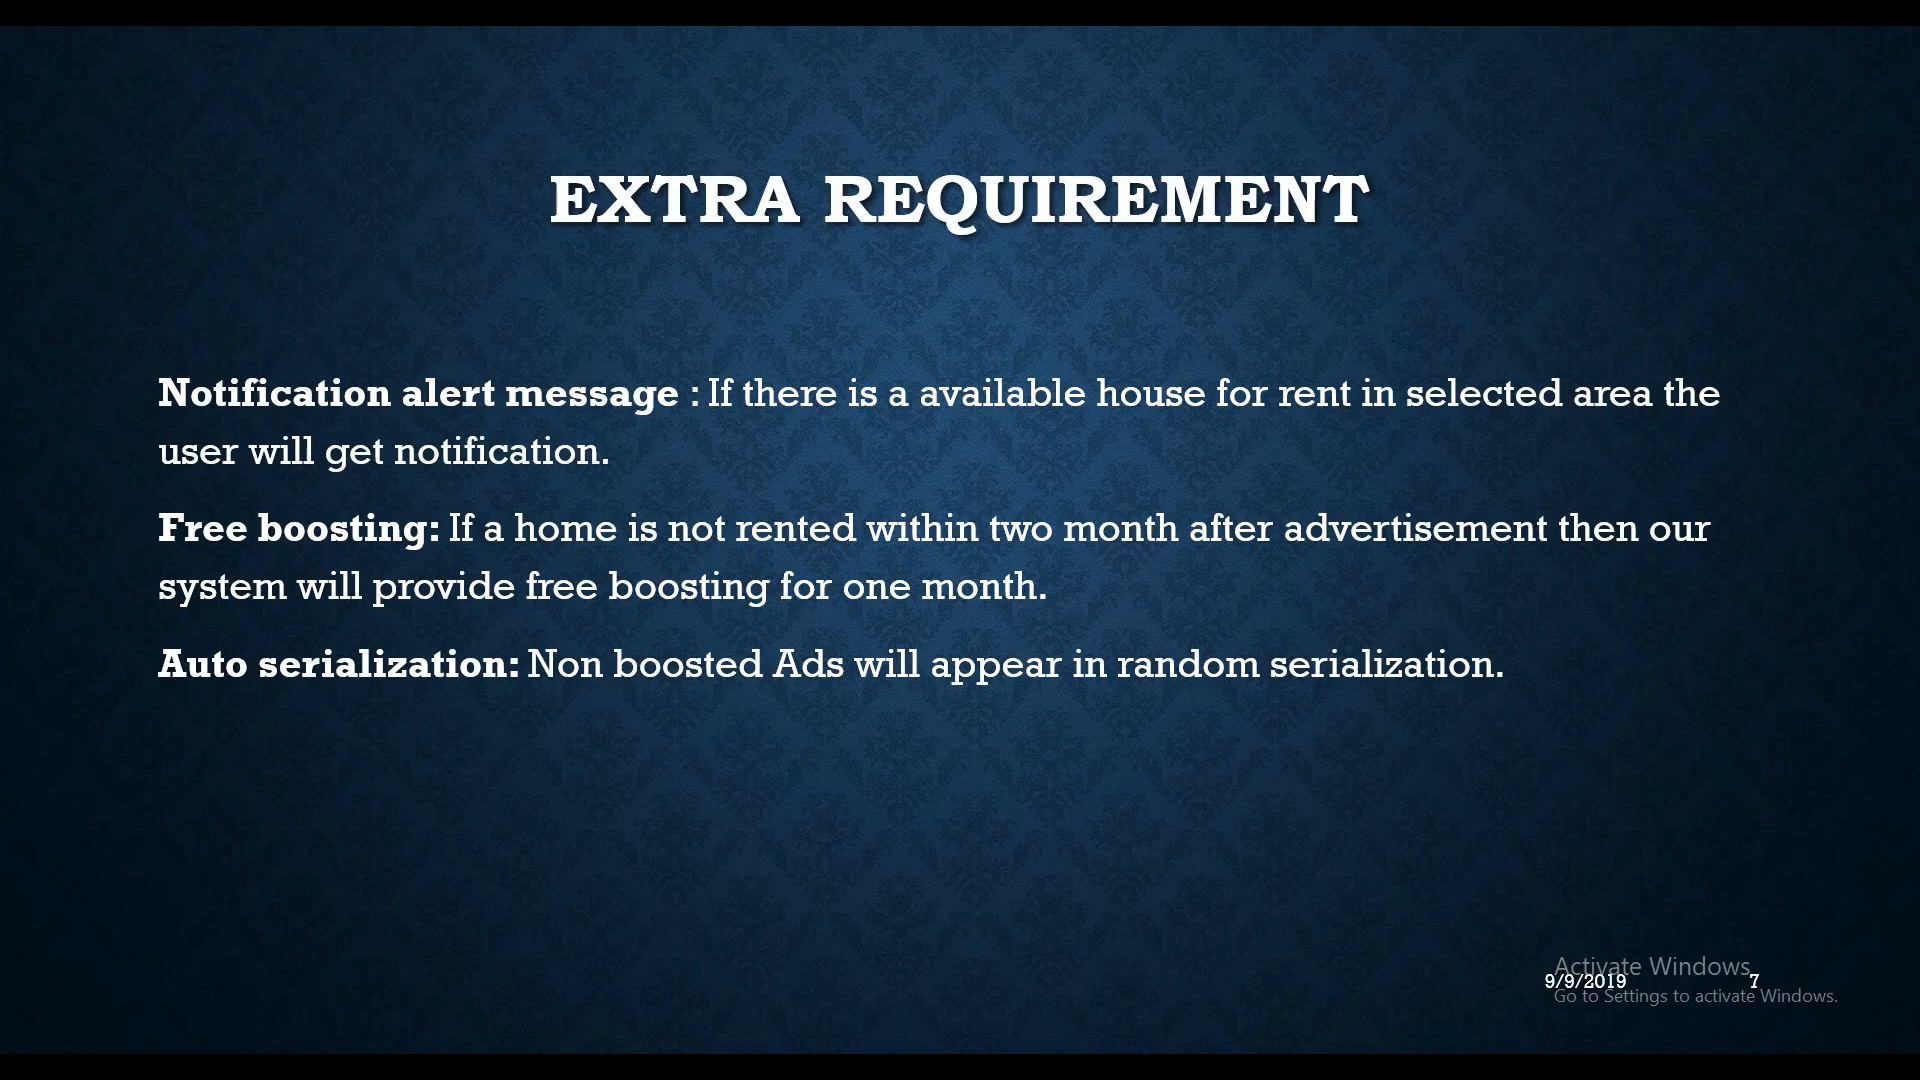 EXTRA REQUIREMENT
Notification alert message : If there is a available house for rent in selected area the
user will get notification.
Free boosting: If a home is not rented within two month after advertisement then our
system will provide free boosting for one month.
Auto serialization: Non boosted Ads will appear in random serialization.
Activate Windows
9/9/2019 7
Go to Settings to activate Windows.